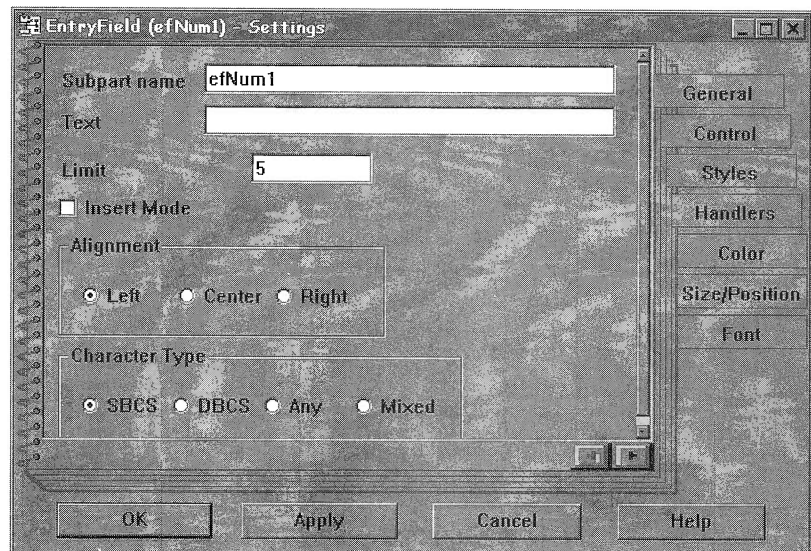 EntryField (efNum1) - Settings
Subpart name efNum1
Text
Limit 5
Insert Mode
Alignment
Left Center Right
Character Type
SBCS DBCS Any Mixed
General
Control
Styles
Handlers
Color
Size/Position
Font
OK Apply Cancel Help